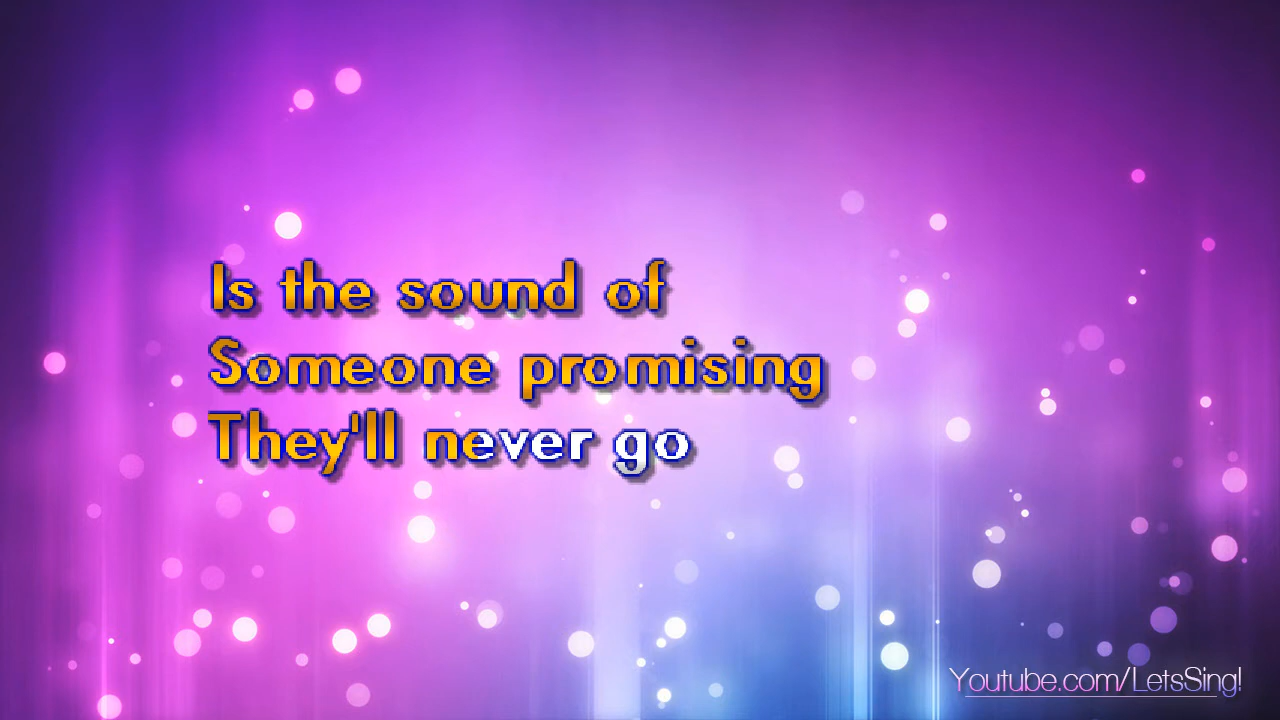 Is the sound of
Someone promising
They'll never go
Youtube.com/LetsSing!